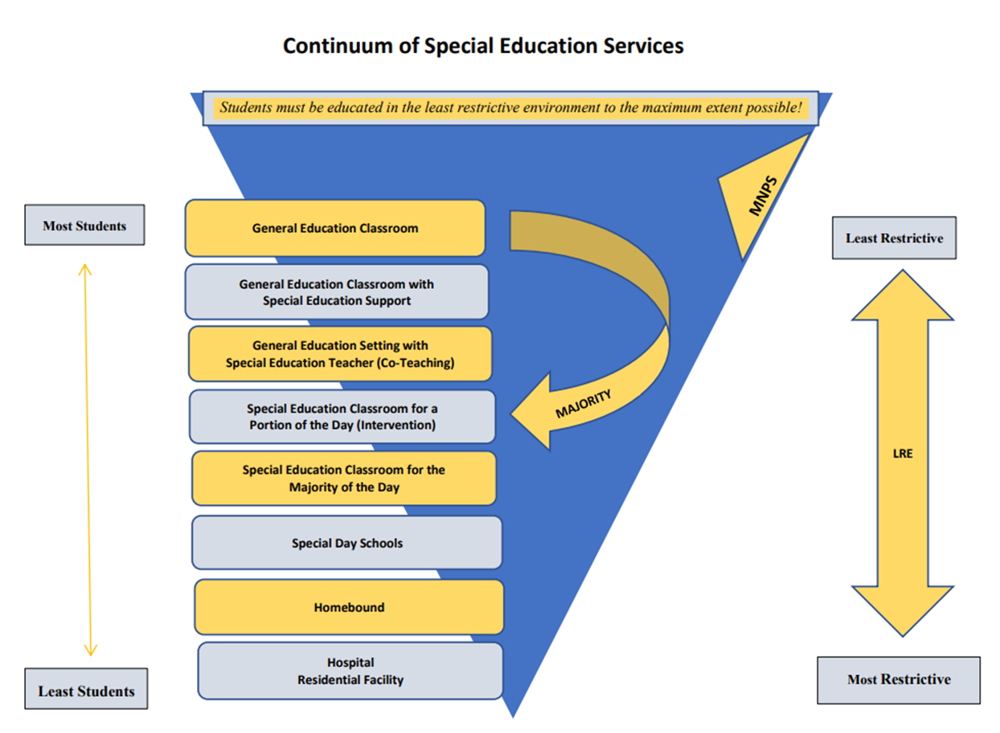 Continuum of Special Education Services
Students must be educated in the least restrictive environment to the maximum extent possible!
MNPS
Most Students
General Education Classroom
Least Restrictive
General Education Classroom with
Special Education Support
General Education Setting with
Special Education Teacher (Co-Teaching)
Special Education Classroom for a
Portion of the Day (Intervention)
MAJORITY
Special Education Classroom for the
Majority of the Day
LRE
Special Day Schools
Homebound
Hospital
Residential Facility
Least Students
Most Restrictive